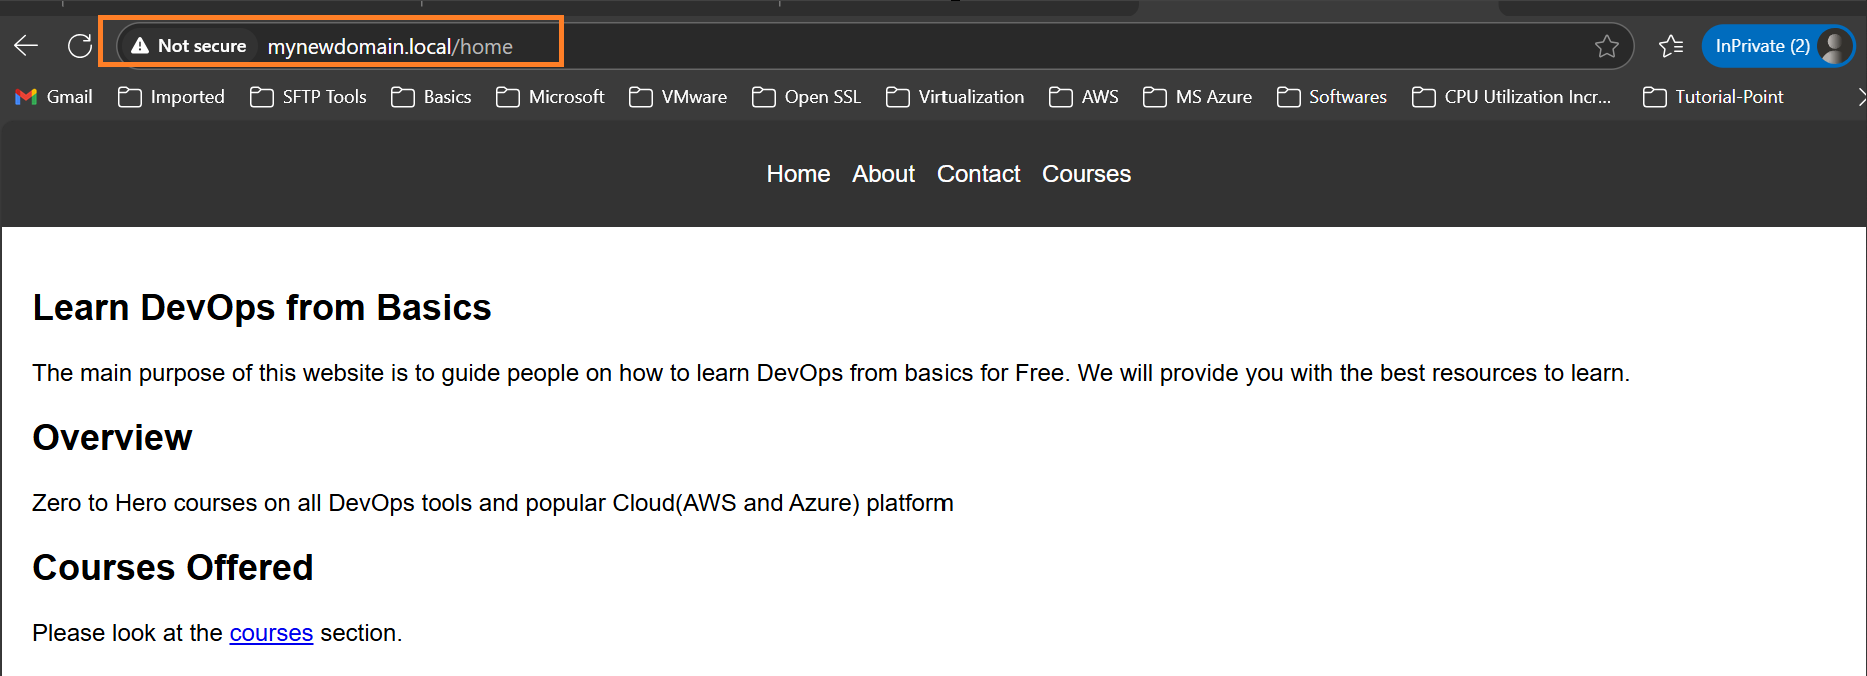 Not secure mynewdomain.local/home InPrivate (2)
Gmail Imported SFTP Tools Basics Microsoft VMware Open SSL Virtualization AWS MS Azure Softwares CPU Utilization Incr... Tutorial-Point
Home About Contact Courses
Learn DevOps from Basics
The main purpose of this website is to guide people on how to learn DevOps from basics for Free. We will provide you with the best resources to learn.
Overview
Zero to Hero courses on all DevOps tools and popular Cloud(AWS and Azure) platform
Courses Offered
Please look at the courses section.